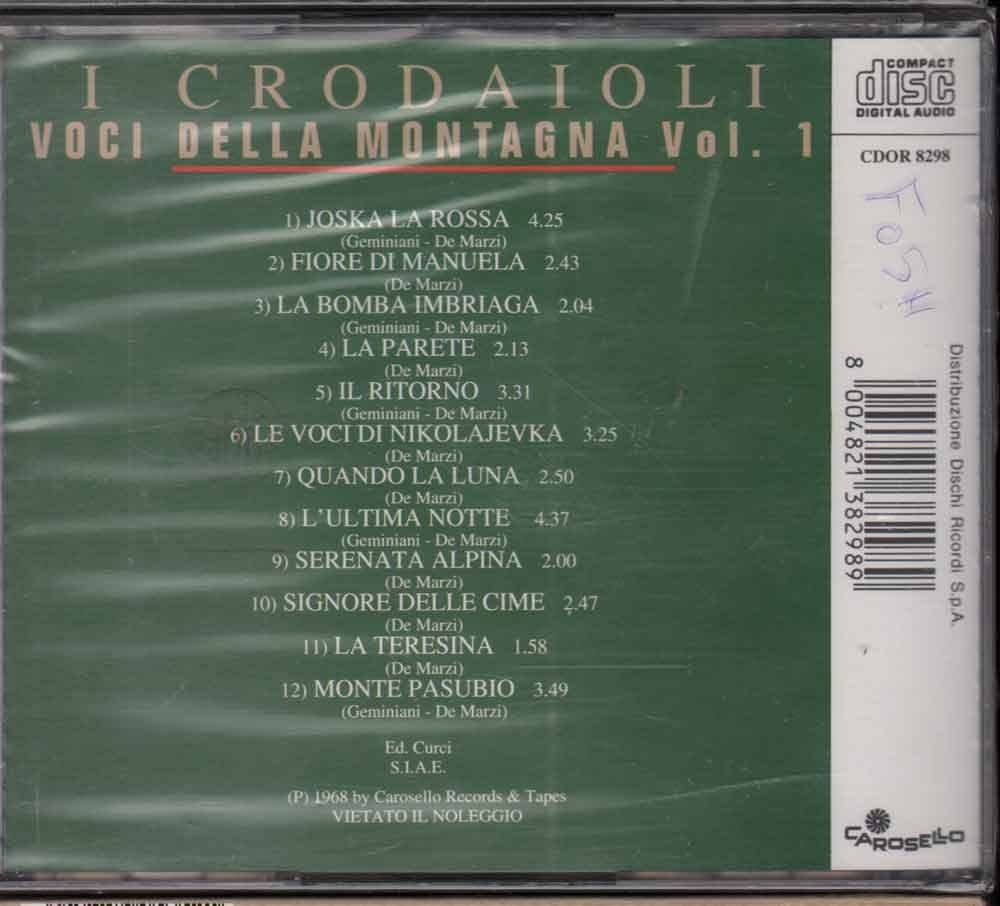 I CRODAIOLI
VOCI DELLA MONTAGNA Vol. 1
1) JOSKA LA ROSSA 4.25
(Geminiani - De Marzi)
2) FIORE DI MANUELA 2.43
(De Marzi)
3) LA BOMBA IMBRIAGA 2.04
(Geminiani - De Marzi)
4) LA PARETE 2.13
(De Marzi)
5) IL RITORNO 3.31
(Geminiani - De Marzi)
6) LE VOCI DI NIKOLAJEVKA 3.25
(De Marzi)
7) QUANDO LA LUNA 2.50
(De Marzi)
8) L'ULTIMA NOTTE 4.37
(Geminiani - De Marzi)
9) SERENATA ALPINA 2.00
(De Marzi)
10) SIGNORE DELLE CIME 2.47
(De Marzi)
11) LA TERESINA 1.58
(De Marzi)
12) MONTE PASUBIO 3.49
(Geminiani - De Marzi)
Ed. Curci
S.I.A.E.
(P) 1968 by Carosello Records & Tapes
VIETATO IL NOLEGGIO
COMPACT
disc
DIGITAL AUDIO
CDOR 8298
8 004821 382989
Distribuzione Dischi Ricordi S.p.A.
CAROSELLO